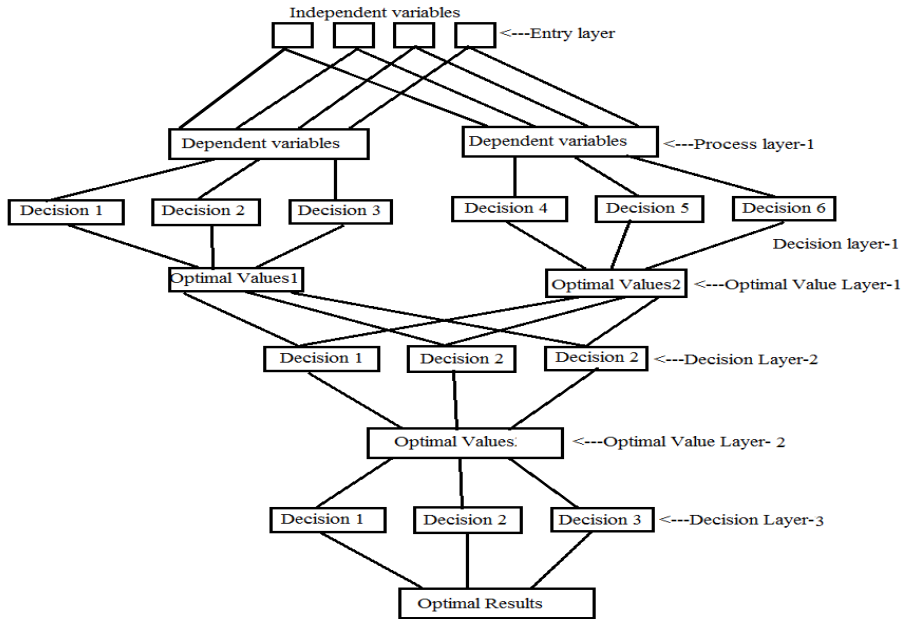 Independent variables
<---Entry layer
Dependent variables
Dependent variables
<---Process layer-1
Decision 1
Decision 2
Decision 3
Decision 4
Decision 5
Decision 6
Decision layer-1
Optimal Values1
Optimal Values2
<---Optimal Value Layer-1
Decision 1
Decision 2
Decision 2
<---Decision Layer-2
Optimal Values
<---Optimal Value Layer- 2
Decision 1
Decision 2
Decision 3
<---Decision Layer-3
Optimal Results